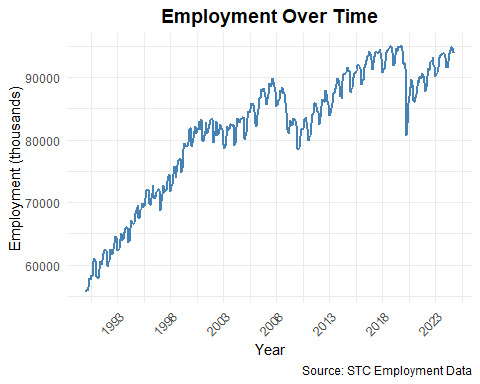 Employment Over Time
Employment (thousands)
90000
80000
70000
60000
1993
1998
2003
2008
2013
2018
2023
Year
Source: STC Employment Data